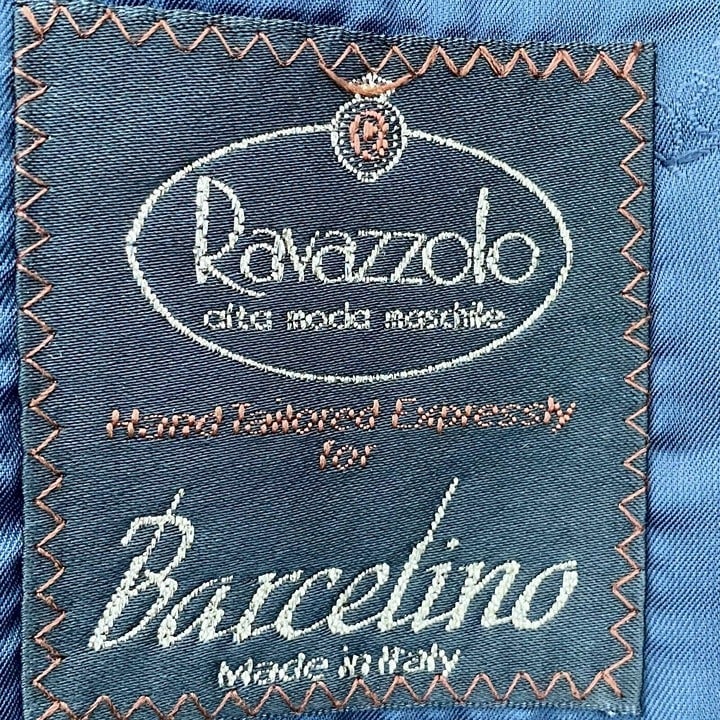 R
Ravazzolo
alta moda maschile
Hand Tailored Expressly
for
Barcelino
Made in Italy